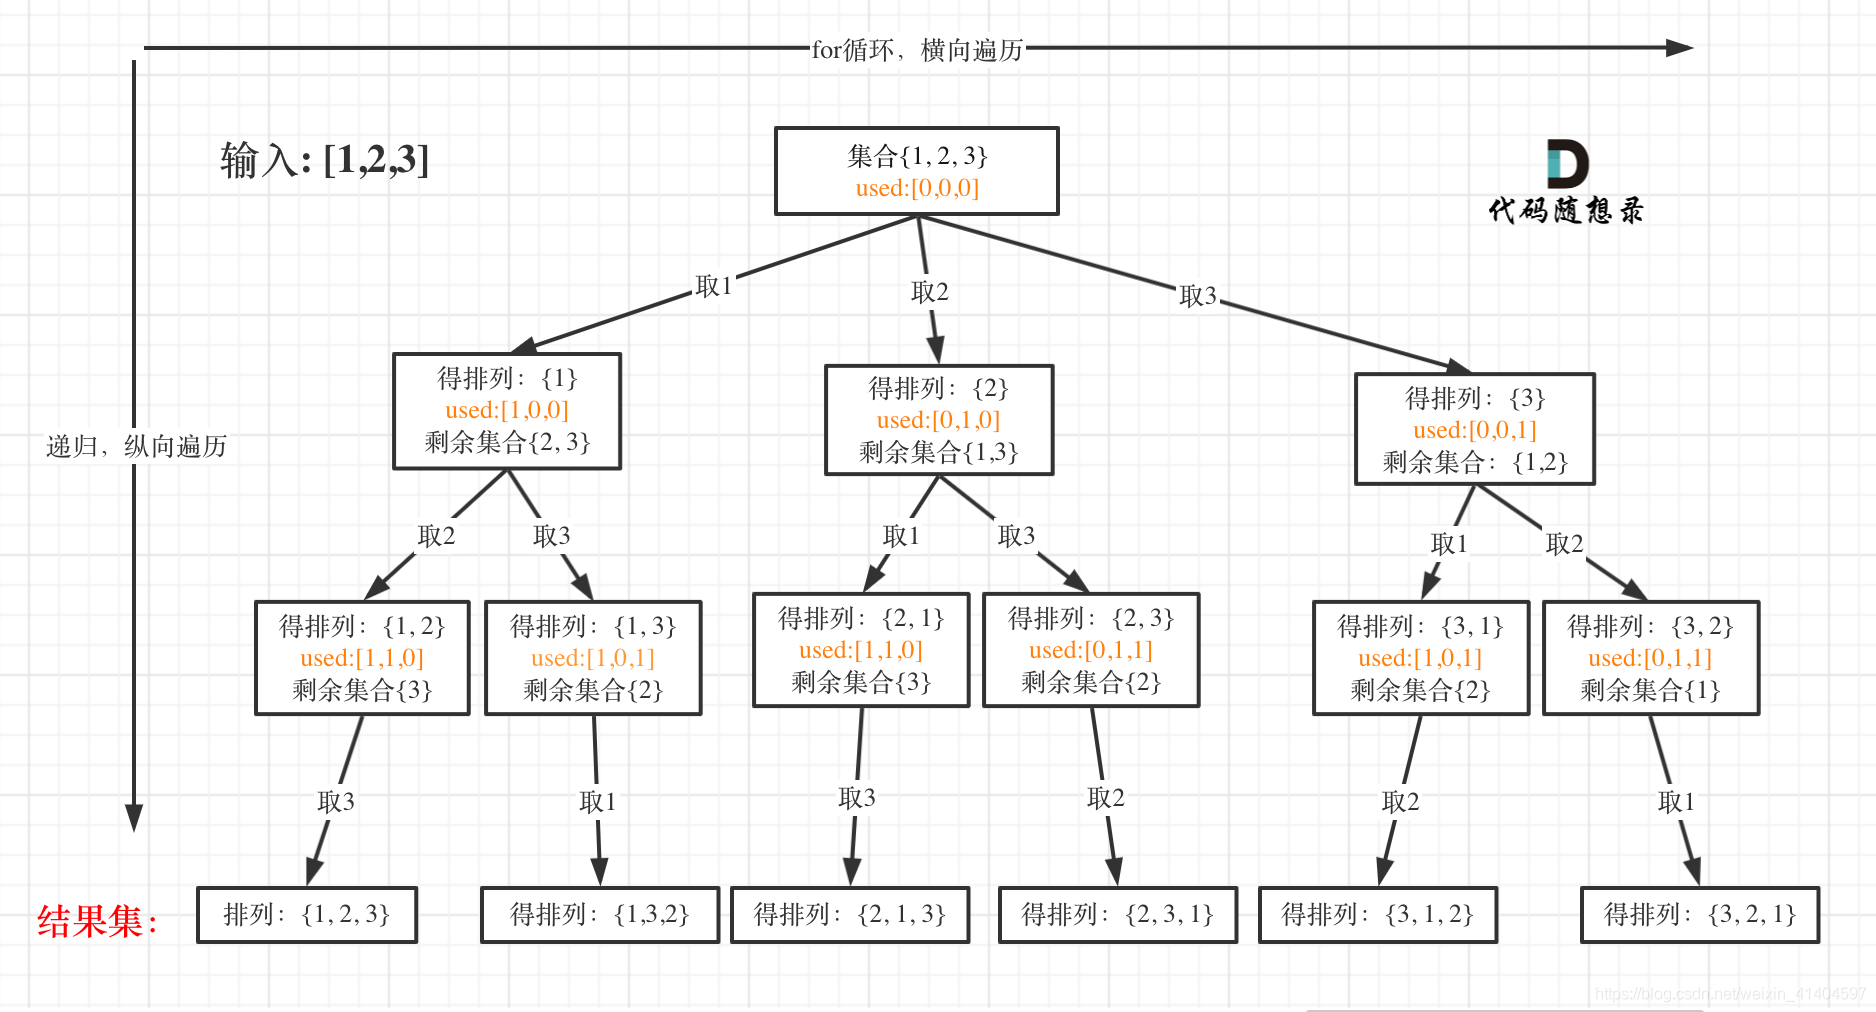 for循环，横向遍历
输入: [1,2,3]
集合{1, 2, 3}
used:[0,0,0]
代码随想录
取1
取2
取3
得排列：{1}
used:[1,0,0]
剩余集合{2, 3}
得排列：{2}
used:[0,1,0]
剩余集合{1,3}
得排列：{3}
used:[0,0,1]
剩余集合：{1,2}
递归，纵向遍历
取2
取3
取1
取3
取1
取2
得排列：{1, 2}
used:[1,1,0]
剩余集合{3}
得排列：{1, 3}
used:[1,0,1]
剩余集合{2}
得排列：{2, 1}
used:[1,1,0]
剩余集合{3}
得排列：{2, 3}
used:[0,1,1]
剩余集合{2}
得排列：{3, 1}
used:[1,0,1]
剩余集合{2}
得排列：{3, 2}
used:[0,1,1]
剩余集合{1}
取3
取1
取3
取2
取2
取1
结果集：
排列：{1, 2, 3}
得排列：{1,3,2}
得排列：{2, 1, 3}
得排列：{2, 3, 1}
得排列：{3, 1, 2}
得排列：{3, 2, 1}
https://blog.csdn.net/weixin_41404597